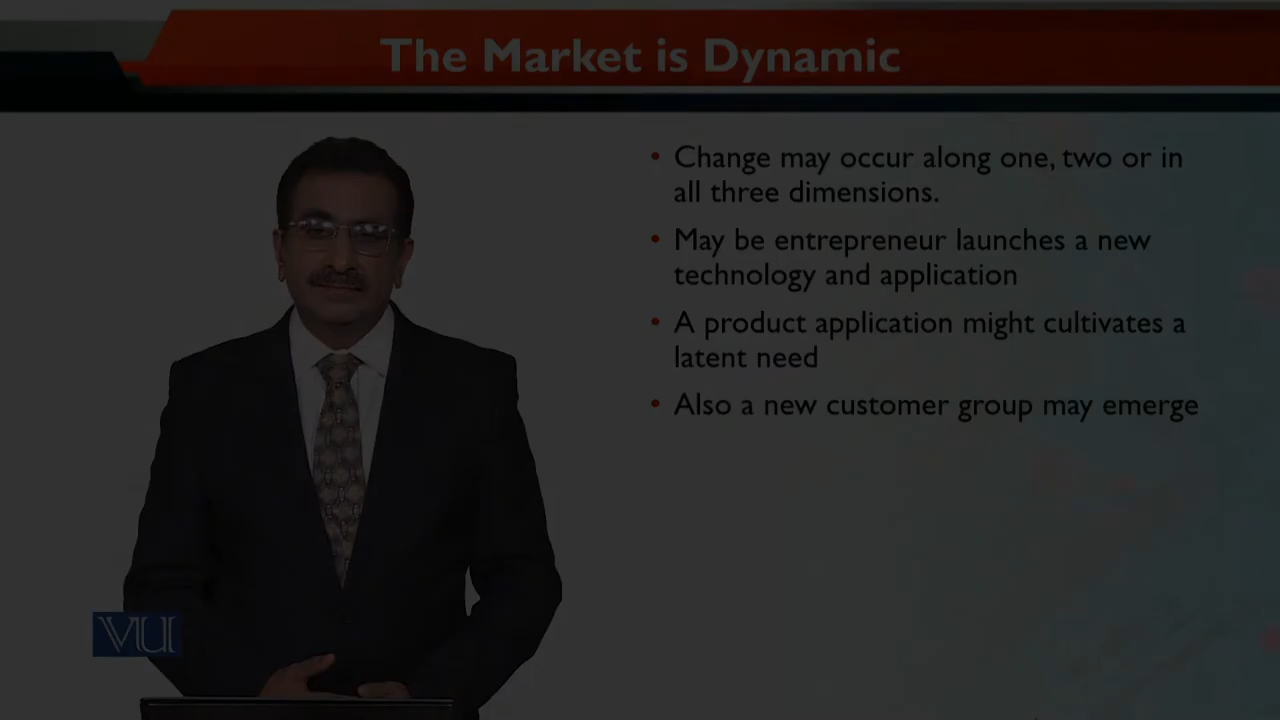 The Market is Dynamic
• Change may occur along one, two or in
all three dimensions.
• May be entrepreneur launches a new
technology and application
• A product application might cultivates a
latent need
• Also a new customer group may emerge
VU